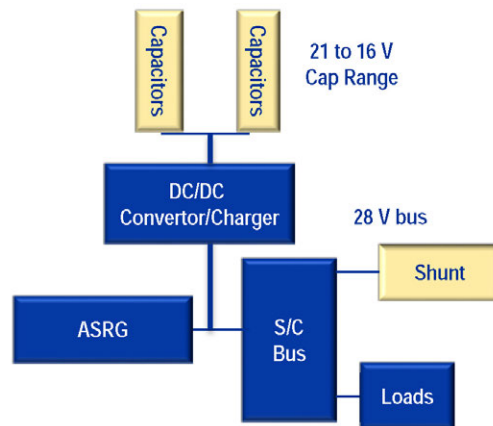 Capacitors
Capacitors
21 to 16 V
Cap Range
DC/DC
Convertor/Charger
28 V bus
Shunt
ASRG
S/C
Bus
Loads